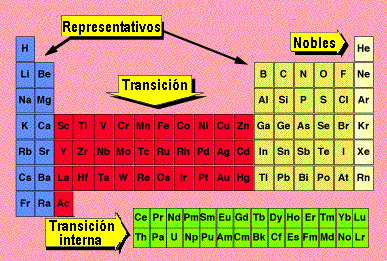 Representativos
Nobles
H He
Li Be B C N O F Ne
Transición
Na Mg Al Si P S Cl Ar
K Ca Sc Ti V Cr Mn Fe Co Ni Cu Zn Ga Ge As Se Br Kr
Rb Sr Y Zr Nb Mo Tc Ru Rh Pd Ag Cd In Sn Sb Te I Xe
Cs Ba La Hf Ta W Re Os Ir Pt Au Hg Tl Pb Bi Po At Rn
Fr Ra Ac
Transición
interna
Ce Pr Nd Pm Sm Eu Gd Tb Dy Ho Er Tm Yb Lu
Th Pa U Np Pu Am Cm Bk Cf Es Fm Md No Lr